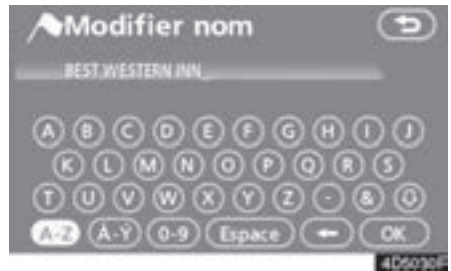 Modifier nom
BEST WESTERN INN_
A B C D E F G H I J
K L M N O P Q R S
T U V W X Y Z - & 
A-Z À-Ý 0-9 Espace ← OK
4D5030F